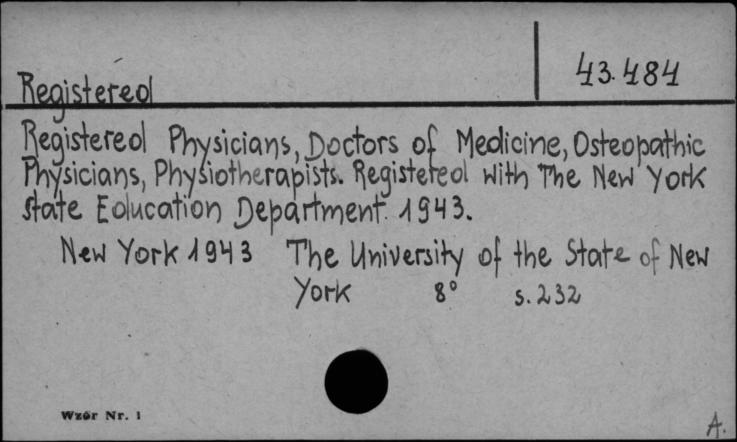 43.484
Registered
Registered Physicians, Doctors of Medicine, Osteopathic
Physicians, Physiotherapists. Registered with The New York
State Education Department. 1943.
New York 1943 The University of the State of New
York 8° s. 232
Wzór Nr. 1
A.